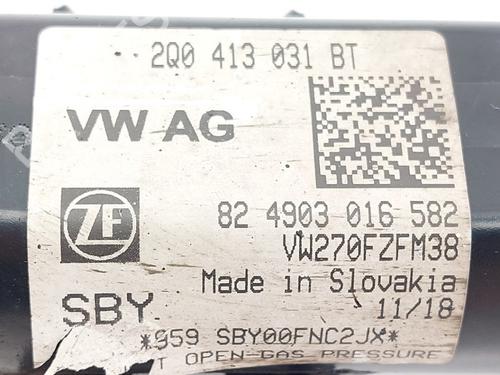 2Q0 413 031 BT
VW AG
ZF
82 4903 016 582
VW270FZFM38
Made in Slovakia
SBY
11/18
*959 SBY00FNC2JX*
OPEN-GAS PRESSURE